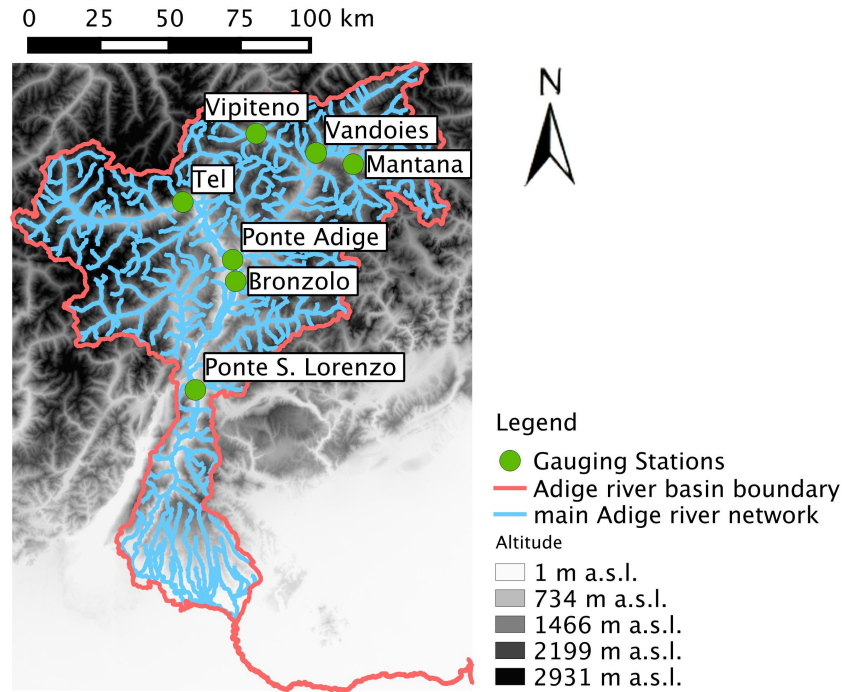 0 25 50 75 100 km
N
Vipiteno
Vandoies
Mantana
Tel
Ponte Adige
Bronzolo
Ponte S. Lorenzo
Legend
Gauging Stations
Adige river basin boundary
main Adige river network
Altitude
1 m a.s.l.
734 m a.s.l.
1466 m a.s.l.
2199 m a.s.l.
2931 m a.s.l.